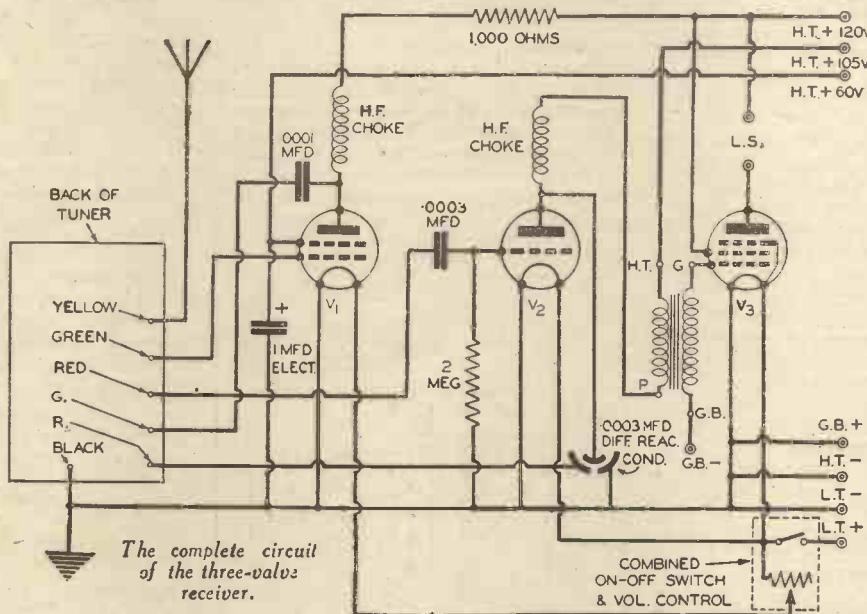 1,000 OHMS
H.T. + 120V
H.T. + 105V
H.T. + 60V
H.F.
CHOKE
.0001
MFD
H.F.
CHOKE
L.S.
BACK OF
TUNER
.0003
MFD
H.T.
G
YELLOW
GREEN
RED
G.
R.
BLACK
+
1 MFD
ELECT.
V1
2
MEG
V2
P
V3
G.B.
G.B.-
.0003 MFD
DIFF REAC.
COND.
G.B. +
H.T. -
L.T. -
L.T. +
The complete circuit
of the three-valve
receiver.
COMBINED
ON-OFF SWITCH
& VOL. CONTROL